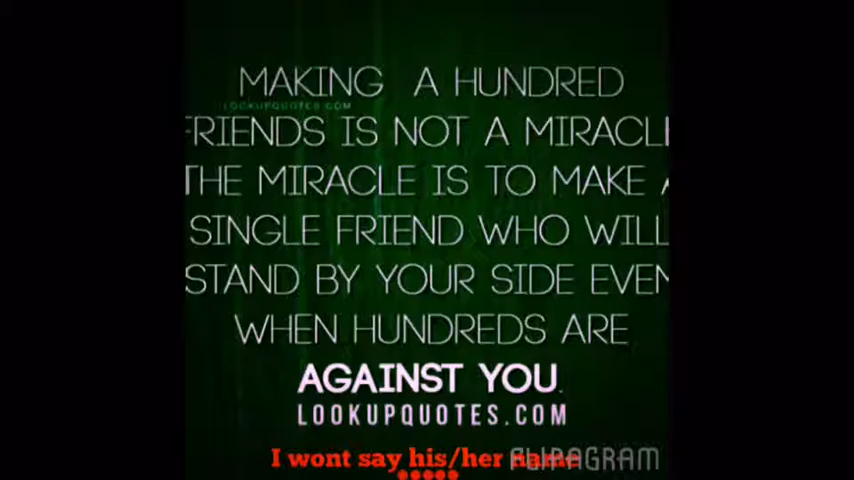 MAKING A HUNDRED
LOOKUPQUOTES.COM
FRIENDS IS NOT A MIRACLE
THE MIRACLE IS TO MAKE A
SINGLE FRIEND WHO WILL
STAND BY YOUR SIDE EVEN
WHEN HUNDREDS ARE
AGAINST YOU.
LOOKUPQUOTES.COM
I wont say his/her name
FLIPAGRAM